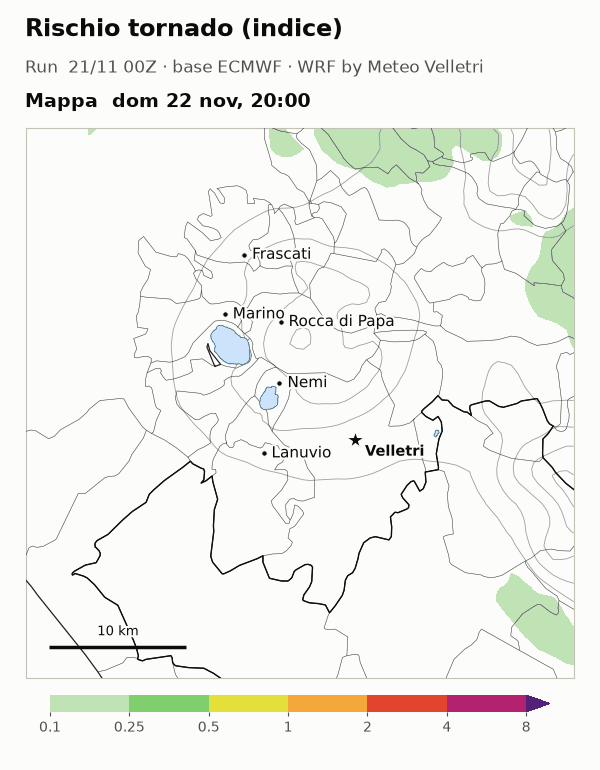 Rischio tornado (indice)
Run 21/11 00Z · base ECMWF · WRF by Meteo Velletri
Mappa dom 22 nov, 20:00
Frascati
Marino
Rocca di Papa
Nemi
Velletri
Lanuvio
10 km
0.1 0.25 0.5 1 2 4 8